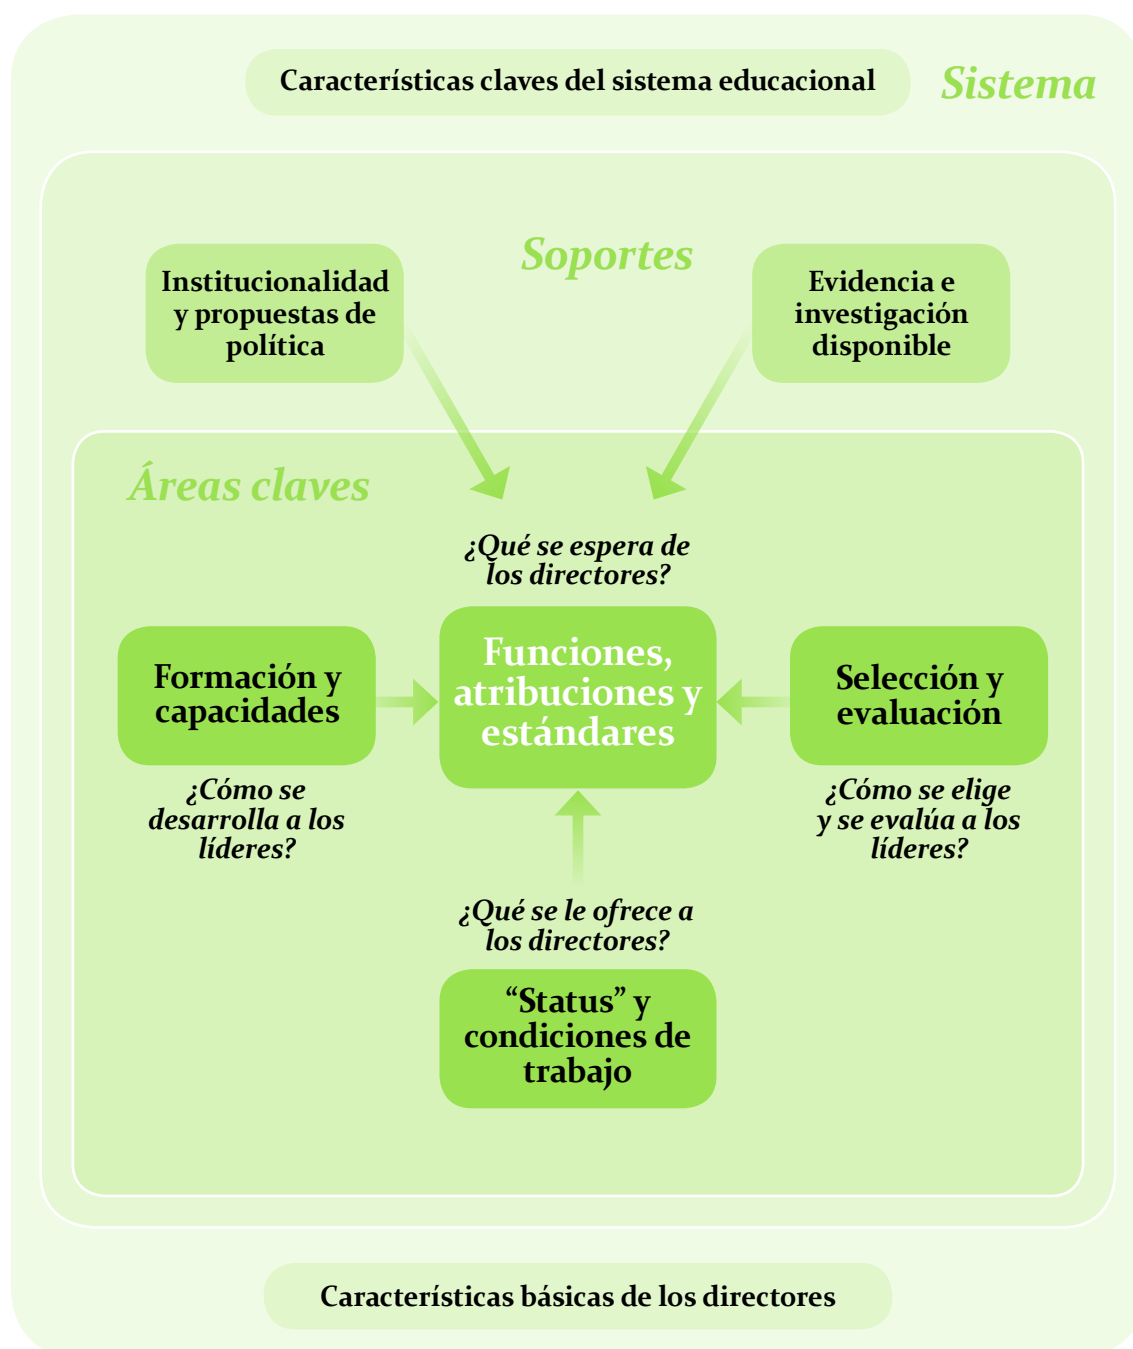 Características claves del sistema educacional
Sistema
Soportes
Institucionalidad
y propuestas de
política
Evidencia e
investigación
disponible
Áreas claves
¿Qué se espera de
los directores?
Funciones,
atribuciones y
estándares
Formación y
capacidades
¿Cómo se
desarrolla a los
líderes?
Selección y
evaluación
¿Cómo se elige
y se evalúa a los
líderes?
¿Qué se le ofrece a
los directores?
“Status” y
condiciones de
trabajo
Características básicas de los directores